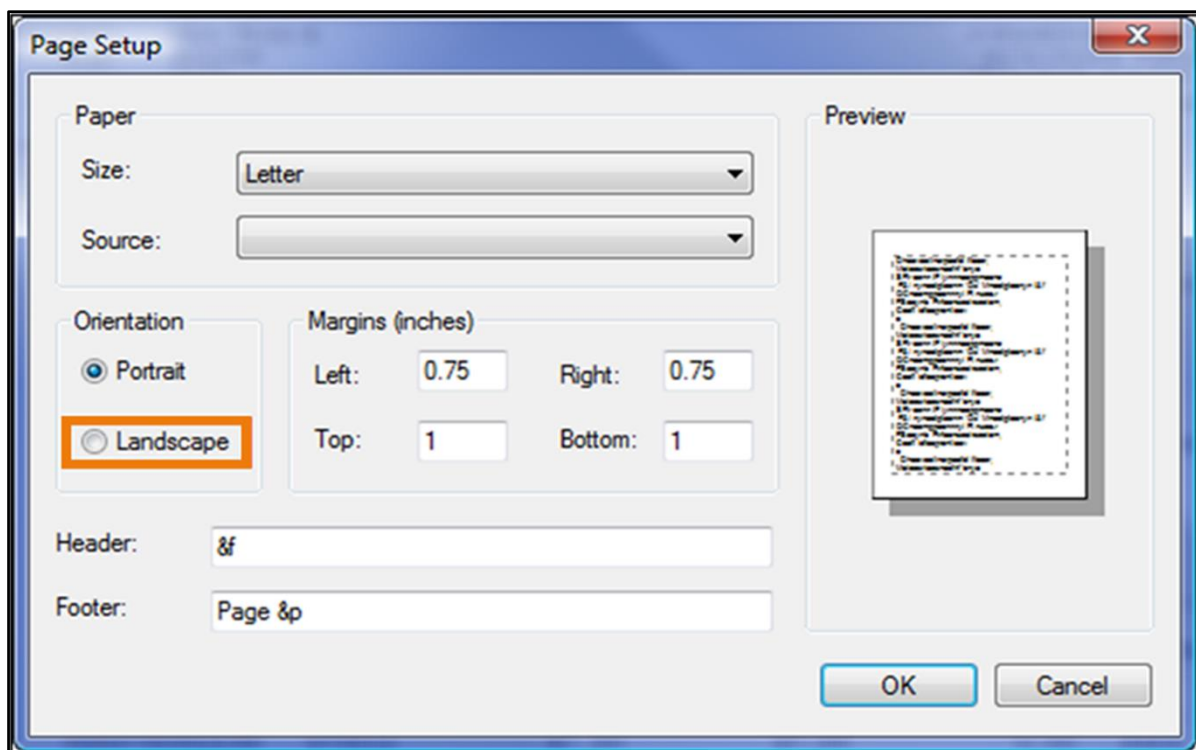 Page Setup
Paper
Size: Letter
Source:
Orientation
Portrait
Landscape
Margins (inches)
Left: 0.75 Right: 0.75
Top: 1 Bottom: 1
Header: &f
Footer: Page &p
Preview
OK Cancel